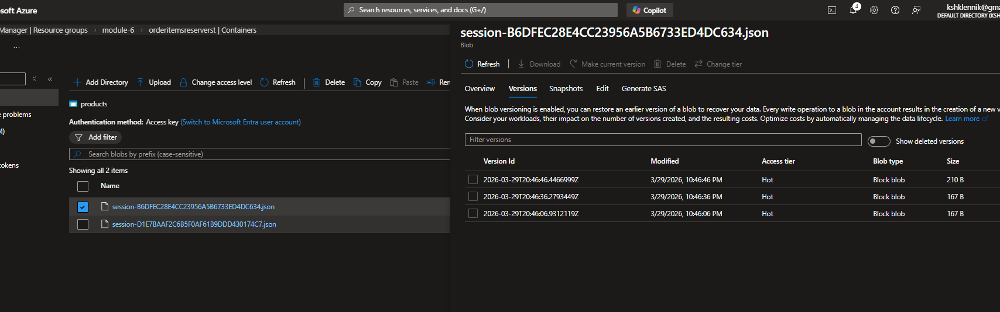 osoft Azure
Search resources, services, and docs (G+/)
Copilot
4
kshklennik@gma
DEFAULT DIRECTORY (KSH
Manager | Resource groups > module-6 > orderitemsreserverst | Containers
...
Add Directory Upload Change access level Refresh Delete Copy Paste Ren
e problems
M)
tokens
products
Authentication method: Access key (Switch to Microsoft Entra user account)
Add filter
Search blobs by prefix (case-sensitive)
Showing all 2 items
Name
session-B6DFEC28E4CC23956A5B6733ED4DC634.json
session-D1E7BAAF2C6B5F0AF61B9DDD430174C7.json
session-B6DFEC28E4CC23956A5B6733ED4DC634.json
Blob
Refresh Download Make current version Delete Change tier
Overview Versions Snapshots Edit Generate SAS
When blob versioning is enabled, you can restore an earlier version of a blob to recover your data. Every write operation to a blob in the account results in the creation of a new v
Consider your workloads, their impact on the number of versions created, and the resulting costs. Optimize costs by automatically managing the data lifecycle. Learn more
Filter versions
Show deleted versions
Version Id Modified Access tier Blob type Size
2026-03-29T20:46:46.4466999Z 3/29/2026, 10:46:46 PM Hot Block blob 210 B
2026-03-29T20:46:36.2793449Z 3/29/2026, 10:46:36 PM Hot Block blob 167 B
2026-03-29T20:46:06.9312119Z 3/29/2026, 10:46:06 PM Hot Block blob 167 B